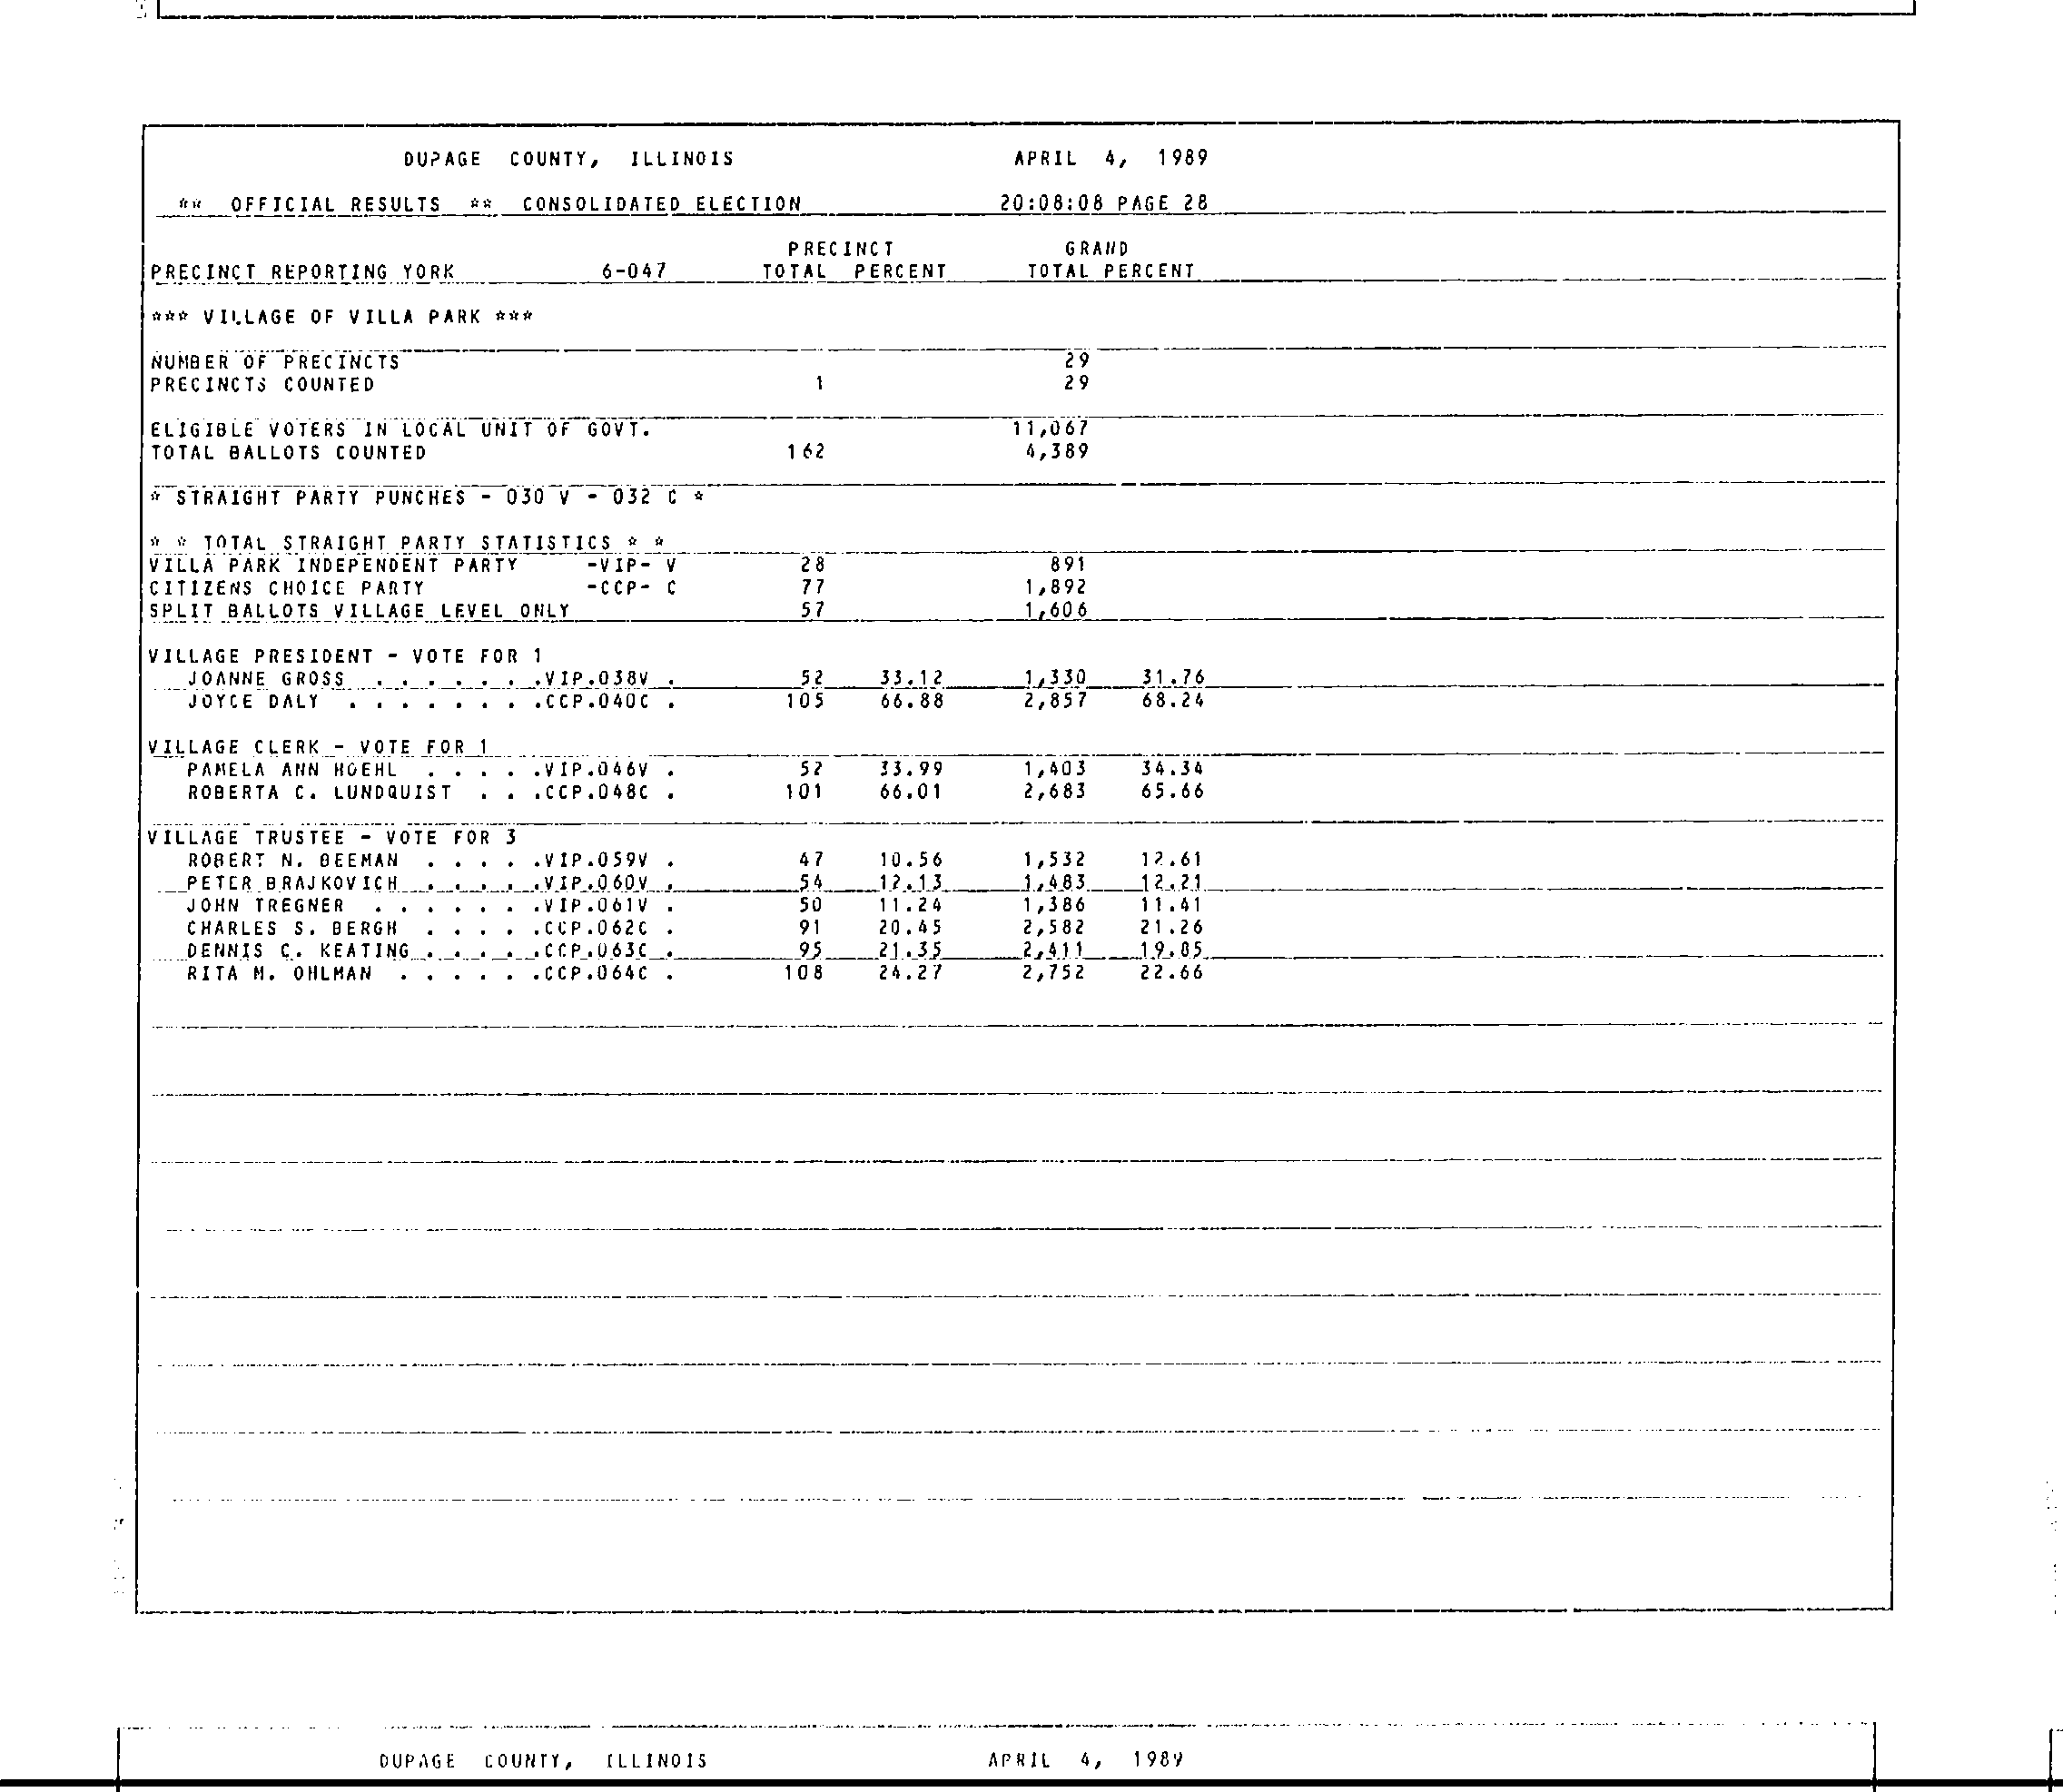 DUPAGE COUNTY, ILLINOIS APRIL 4, 1989
** OFFICIAL RESULTS ** CONSOLIDATED ELECTION 20:08:08 PAGE 28
PRECINCT GRAND
PRECINCT REPORTING YORK 6-047 TOTAL PERCENT TOTAL PERCENT
*** VILLAGE OF VILLA PARK ***
NUMBER OF PRECINCTS 29
PRECINCTS COUNTED 1 29
ELIGIBLE VOTERS IN LOCAL UNIT OF GOVT. 11,067
TOTAL BALLOTS COUNTED 162 4,389
* STRAIGHT PARTY PUNCHES - 030 V - 032 C *
* * TOTAL STRAIGHT PARTY STATISTICS * *
VILLA PARK INDEPENDENT PARTY -VIP- V 28 891
CITIZENS CHOICE PARTY -CCP- C 77 1,892
SPLIT BALLOTS VILLAGE LEVEL ONLY 57 1,606
VILLAGE PRESIDENT - VOTE FOR 1
JOANNE GROSS . . . . . . .VIP.038V . 52 33.12 1,330 31.76
JOYCE DALY . . . . . . . .CCP.040C . 105 66.88 2,857 68.24
VILLAGE CLERK - VOTE FOR 1
PAMELA ANN HOEHL . . . . .VIP.046V . 52 33.99 1,403 34.34
ROBERTA C. LUNDQUIST . . .CCP.048C . 101 66.01 2,683 65.66
VILLAGE TRUSTEE - VOTE FOR 3
ROBERT N. BEEMAN . . . . .VIP.059V . 47 10.56 1,532 12.61
PETER BRAJKOVICH . . . . .VIP.060V . 54 12.13 1,483 12.21
JOHN TREGNER . . . . . . .VIP.061V . 50 11.24 1,386 11.41
CHARLES S. BERGH . . . . .CCP.062C . 91 20.45 2,582 21.26
DENNIS C. KEATING . . . . .CCP.063C . 95 21.35 2,411 19.85
RITA M. OHLMAN . . . . . .CCP.064C . 108 24.27 2,752 22.66
DUPAGE COUNTY, ILLINOIS APRIL 4, 1989